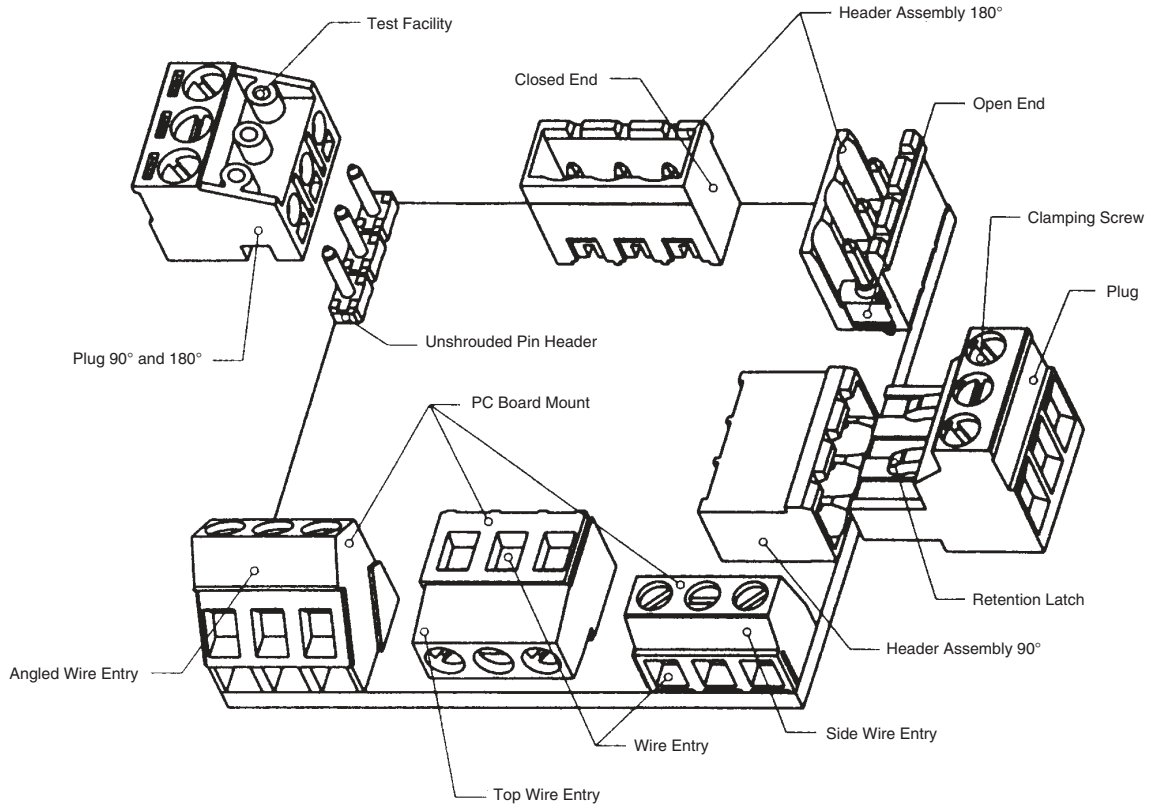 Test Facility
Header Assembly 180°
Closed End
Open End
Clamping Screw
Plug
Unshrouded Pin Header
Plug 90° and 180°
PC Board Mount
Retention Latch
Header Assembly 90°
Angled Wire Entry
Side Wire Entry
Wire Entry
Top Wire Entry